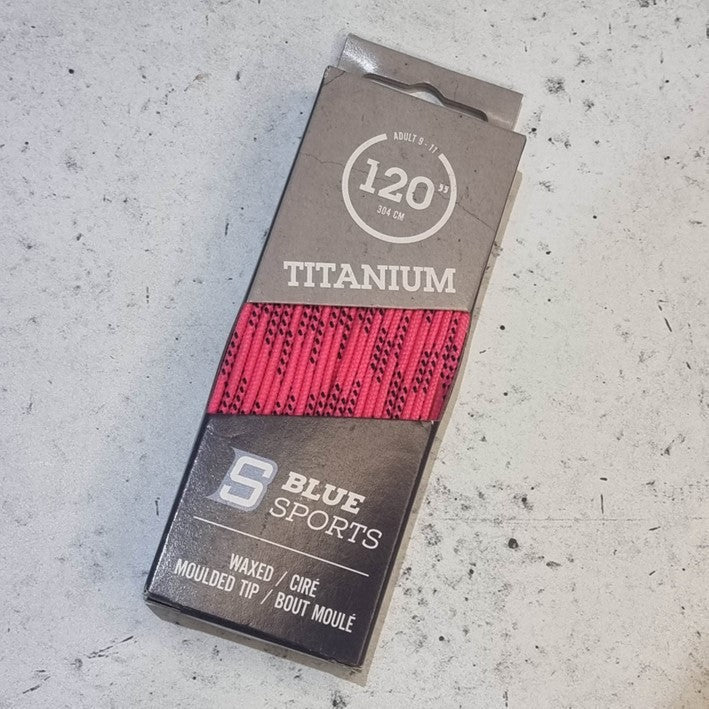 ADULT 9 - 11
120”
304 CM
TITANIUM
S BLUE
SPORTS
WAXED / CIRÉ
MOULDED TIP / BOUT MOULÉ